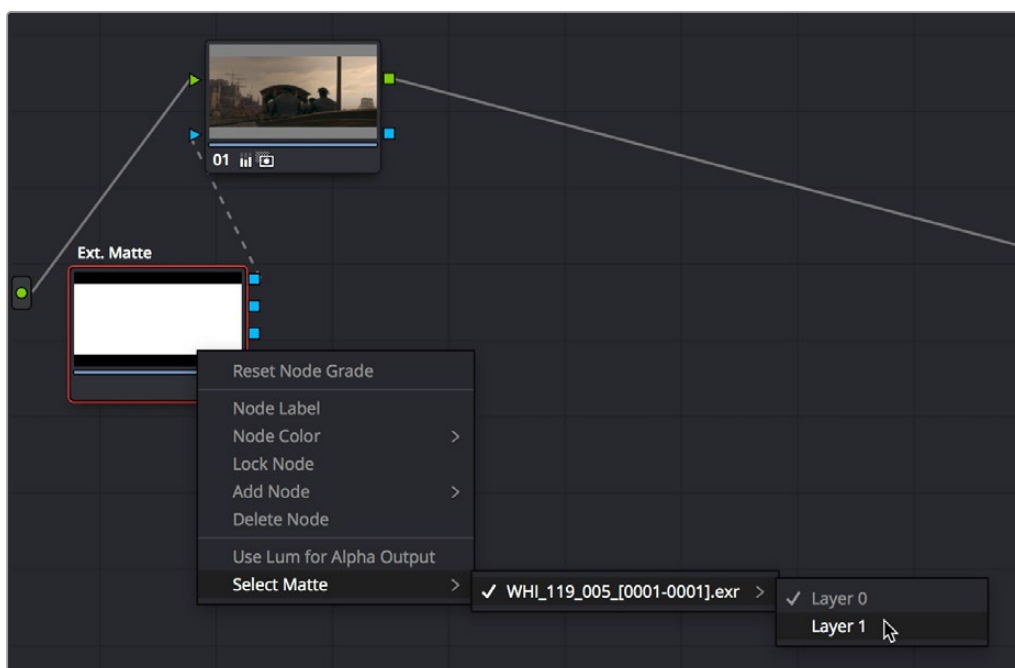 01
Ext. Matte
Reset Node Grade
Node Label
Node Color
Lock Node
Add Node
Delete Node
Use Lum for Alpha Output
Select Matte
WHI_119_005_[0001-0001].exr
Layer 0
Layer 1